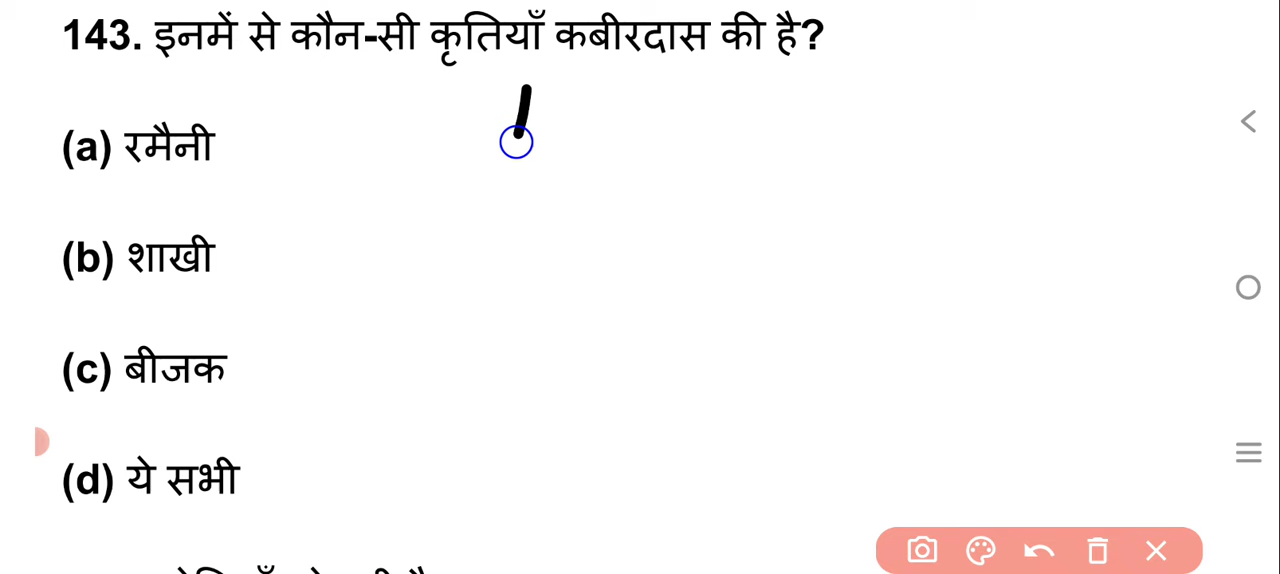 143. इनमें से कौन-सी कृतियाँ कबीरदास की है?
(a) रमैनी
(b) शाखी
(c) बीजक
(d) ये सभी